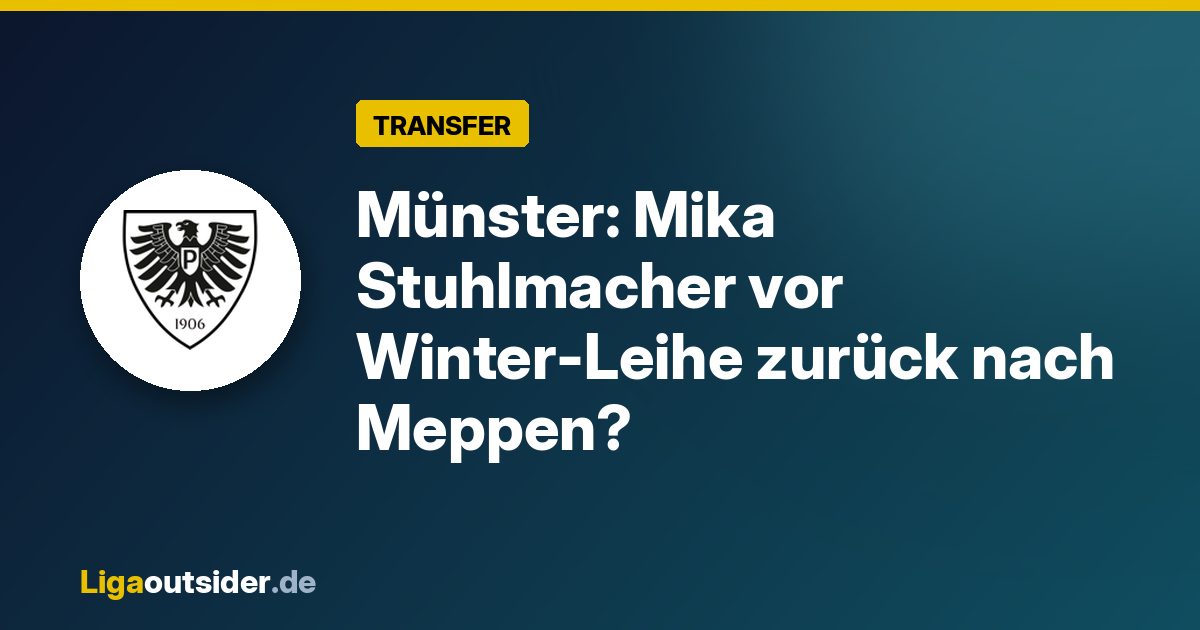 TRANSFER
Münster: Mika
Stuhlmacher vor
Winter-Leihe zurück nach
Meppen?
P
1906
Ligaoutsider.de